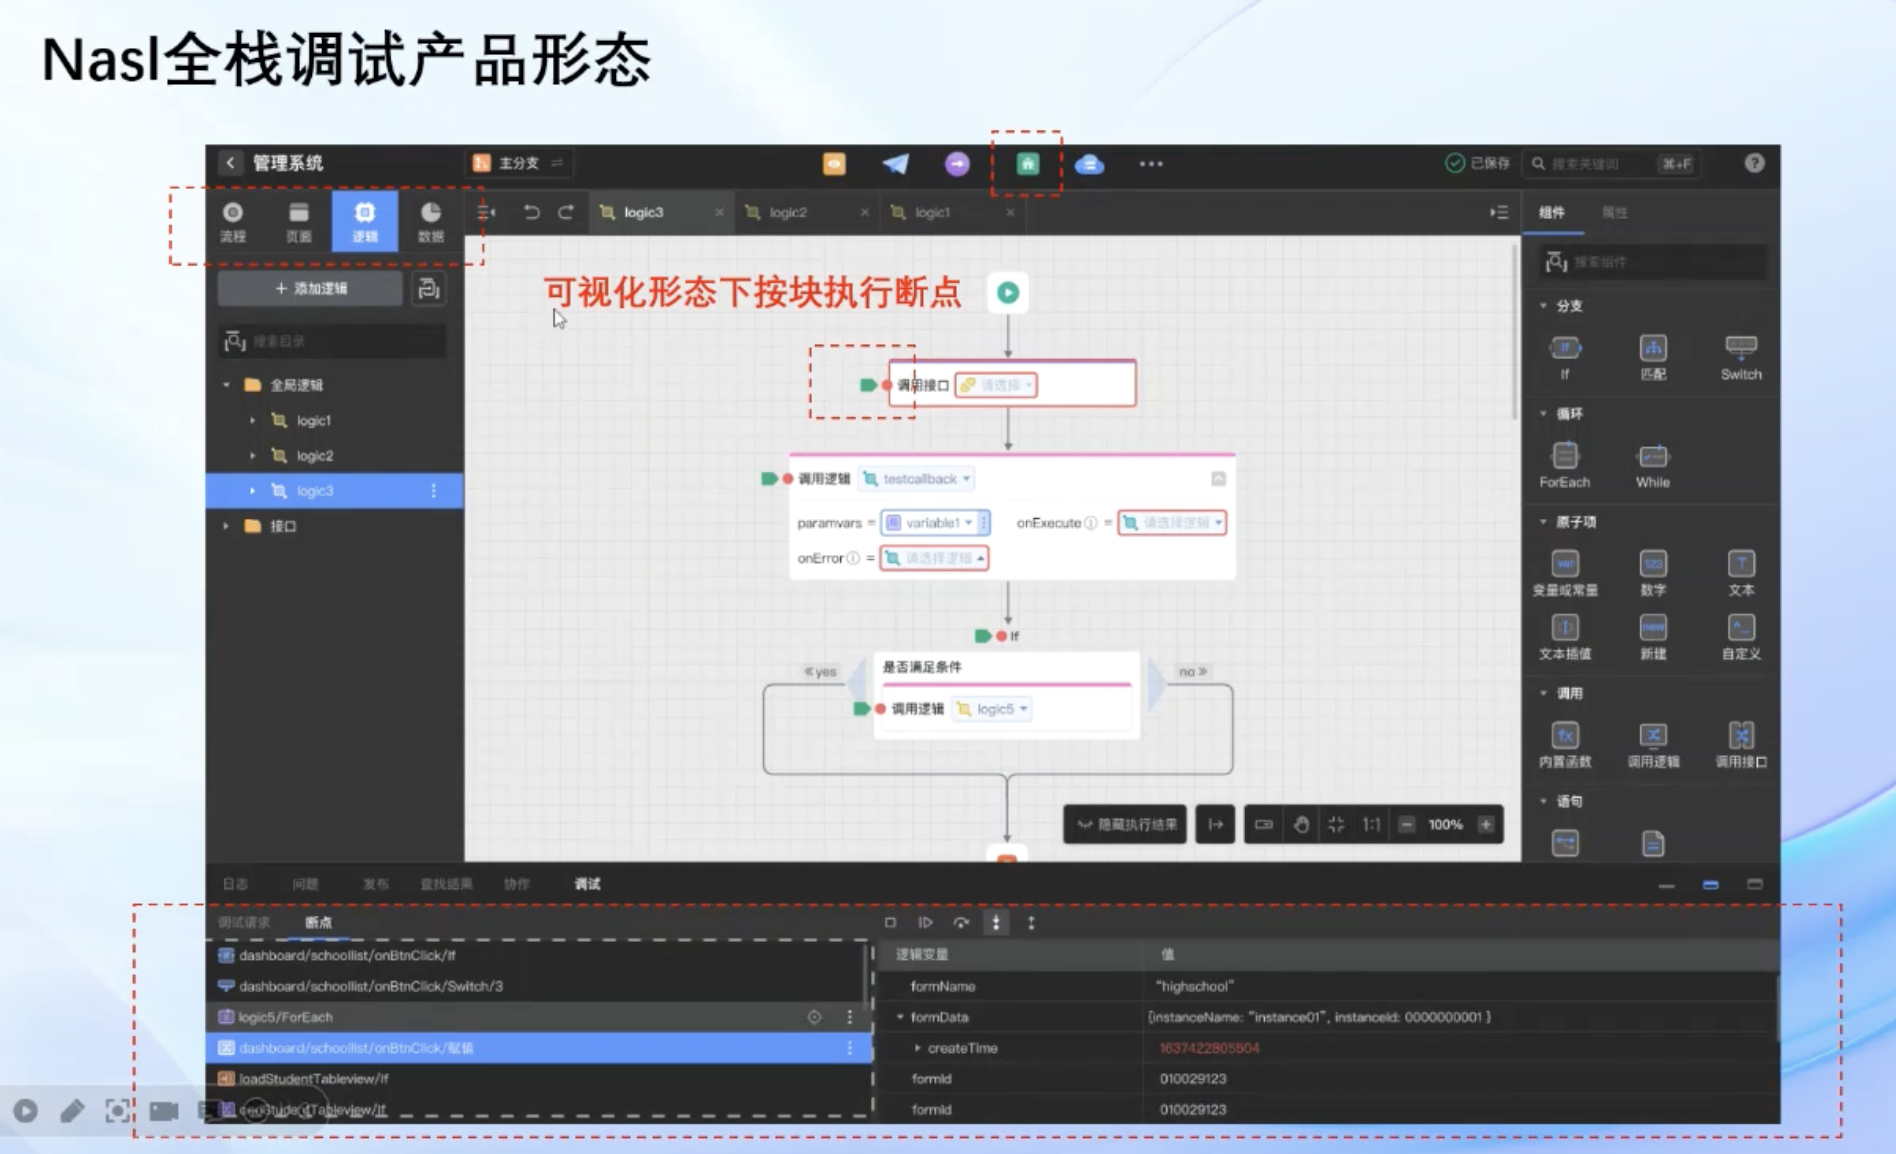 Nasl全栈调试产品形态
管理系统
主分支
已保存
搜索关键词
⌘+F
流程
页面
逻辑
数据
logic3
logic2
logic1
组件
属性
添加逻辑
搜索目录
全局逻辑
logic1
logic2
logic3
接口
可视化形态下按块执行断点
调用接口 请选择
调用逻辑 testcallback
paramvars = variable1 onExecute = 请选择逻辑
onError = 请选择逻辑
If
是否满足条件
yes
no
调用逻辑 logic5
隐藏执行结果
1:1
100%
搜索组件
分支
If
匹配
Switch
循环
ForEach
While
原子项
变量或常量
数字
文本
文本插值
新建
自定义
调用
内置函数
调用逻辑
调用接口
语句
日志
问题
发布
查找结果
协作
调试
调试请求
断点
dashboard/schoollist/onBtnClick/If
dashboard/schoollist/onBtnClick/Switch/3
logic5/ForEach
dashboard/schoollist/onBtnClick/赋值
loadStudentTableview/If
逻辑变量 值
formName "highschool"
formData {instanceName: "instance01", instanceId: 0000000001 }
createTime 1637422805504
formId 010029123
formId 010029123